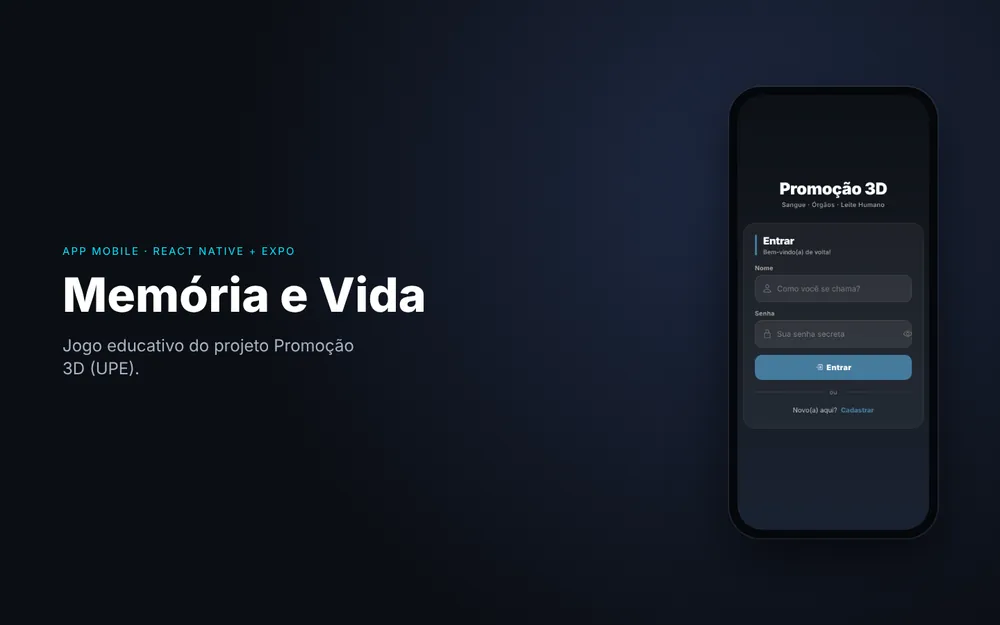 APP MOBILE · REACT NATIVE + EXPO
Memória e Vida
Jogo educativo do projeto Promoção
3D (UPE).
Promoção 3D
Sangue · Órgãos · Leite Humano
Entrar
Bem-vindo(a) de volta!
Nome
Como você se chama?
Senha
Sua senha secreta
Entrar
ou
Novo(a) aqui? Cadastrar